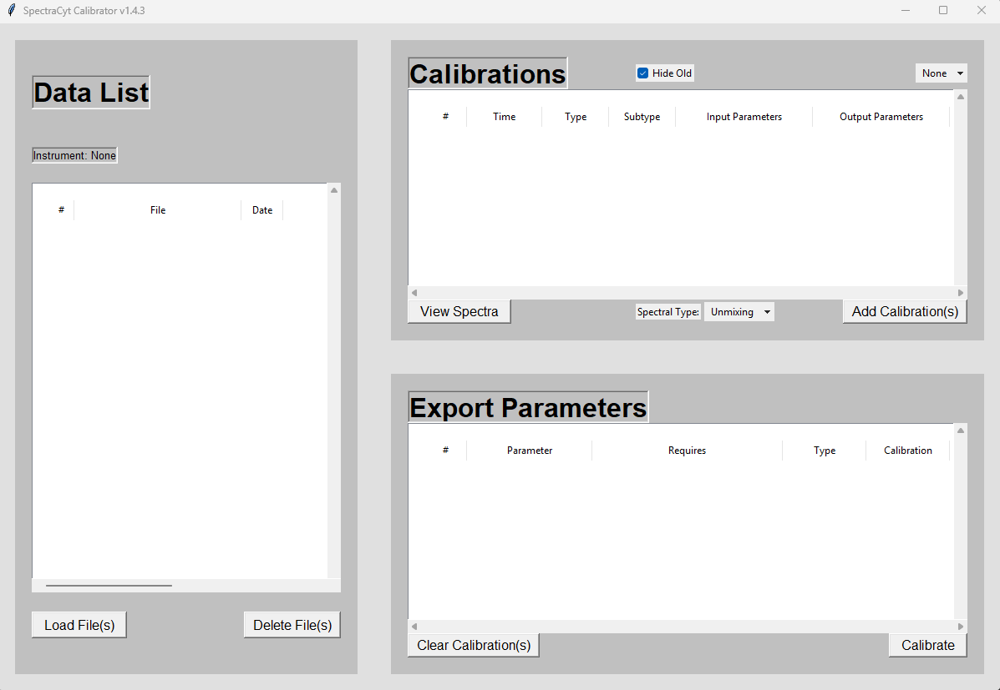 SpectraCyt Calibrator v1.4.3
Data List
Instrument: None
# File Date
Load File(s) Delete File(s)
Calibrations Hide Old None
# Time Type Subtype Input Parameters Output Parameters
View Spectra Spectral Type: Unmixing Add Calibration(s)
Export Parameters
# Parameter Requires Type Calibration
Clear Calibration(s) Calibrate